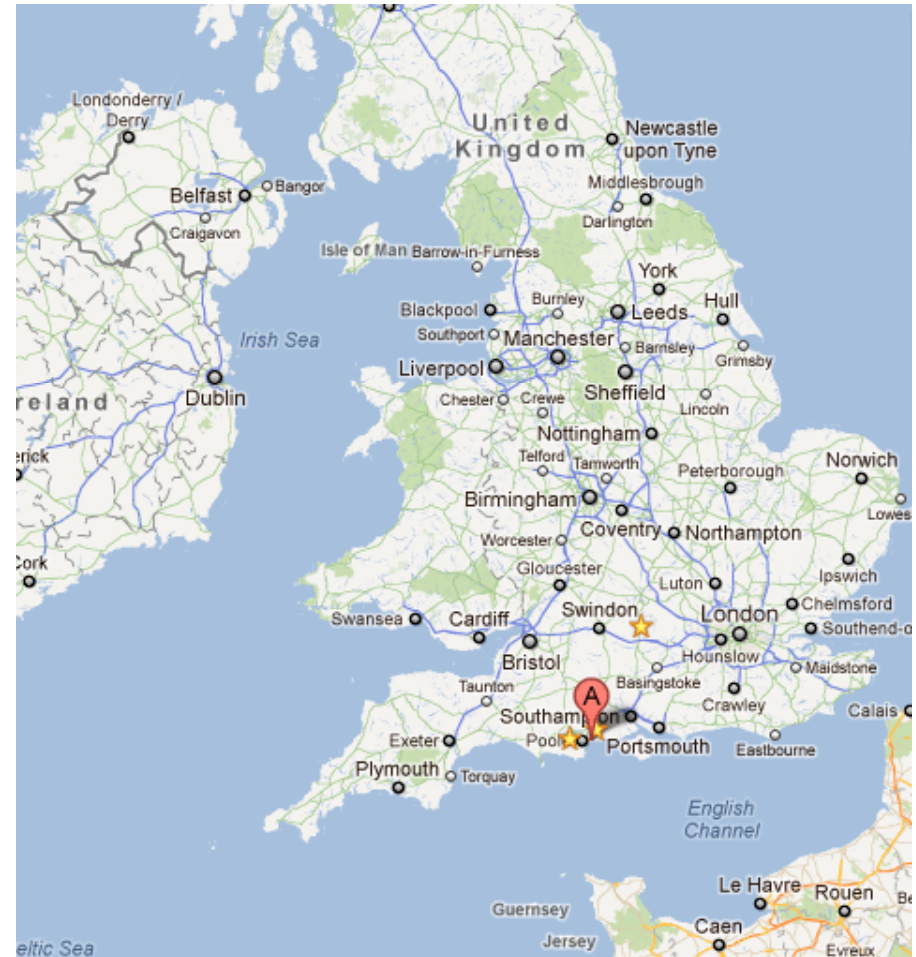 Londonderry /
Derry
United
Kingdom
Newcastle
upon Tyne
Bangor
Belfast
Middlesbrough
Craigavon
Darlington
Isle of Man
Barrow-in-Furness
York
Blackpool
Burnley
Leeds
Hull
Southport
Irish Sea
Manchester
Barnsley
Grimsby
Liverpool
Dublin
Sheffield
reland
Chester
Crewe
Lincoln
Nottingham
erick
Telford
Tamworth
Peterborough
Norwich
Birmingham
Lowes
Coventry
Northampton
Worcester
Cork
Gloucester
Luton
Ipswich
Swansea
Cardiff
Swindon
London
Chelmsford
Southend-o
Bristol
Hounslow
Maidstone
Taunton
Basingstoke
A
Crawley
Southampton
Calais
Exeter
Pool
Portsmouth
Eastbourne
Plymouth
Torquay
English
Channel
Le Havre
Rouen
Be
Guernsey
Caen
Jersey
eltic Sea
Evreux